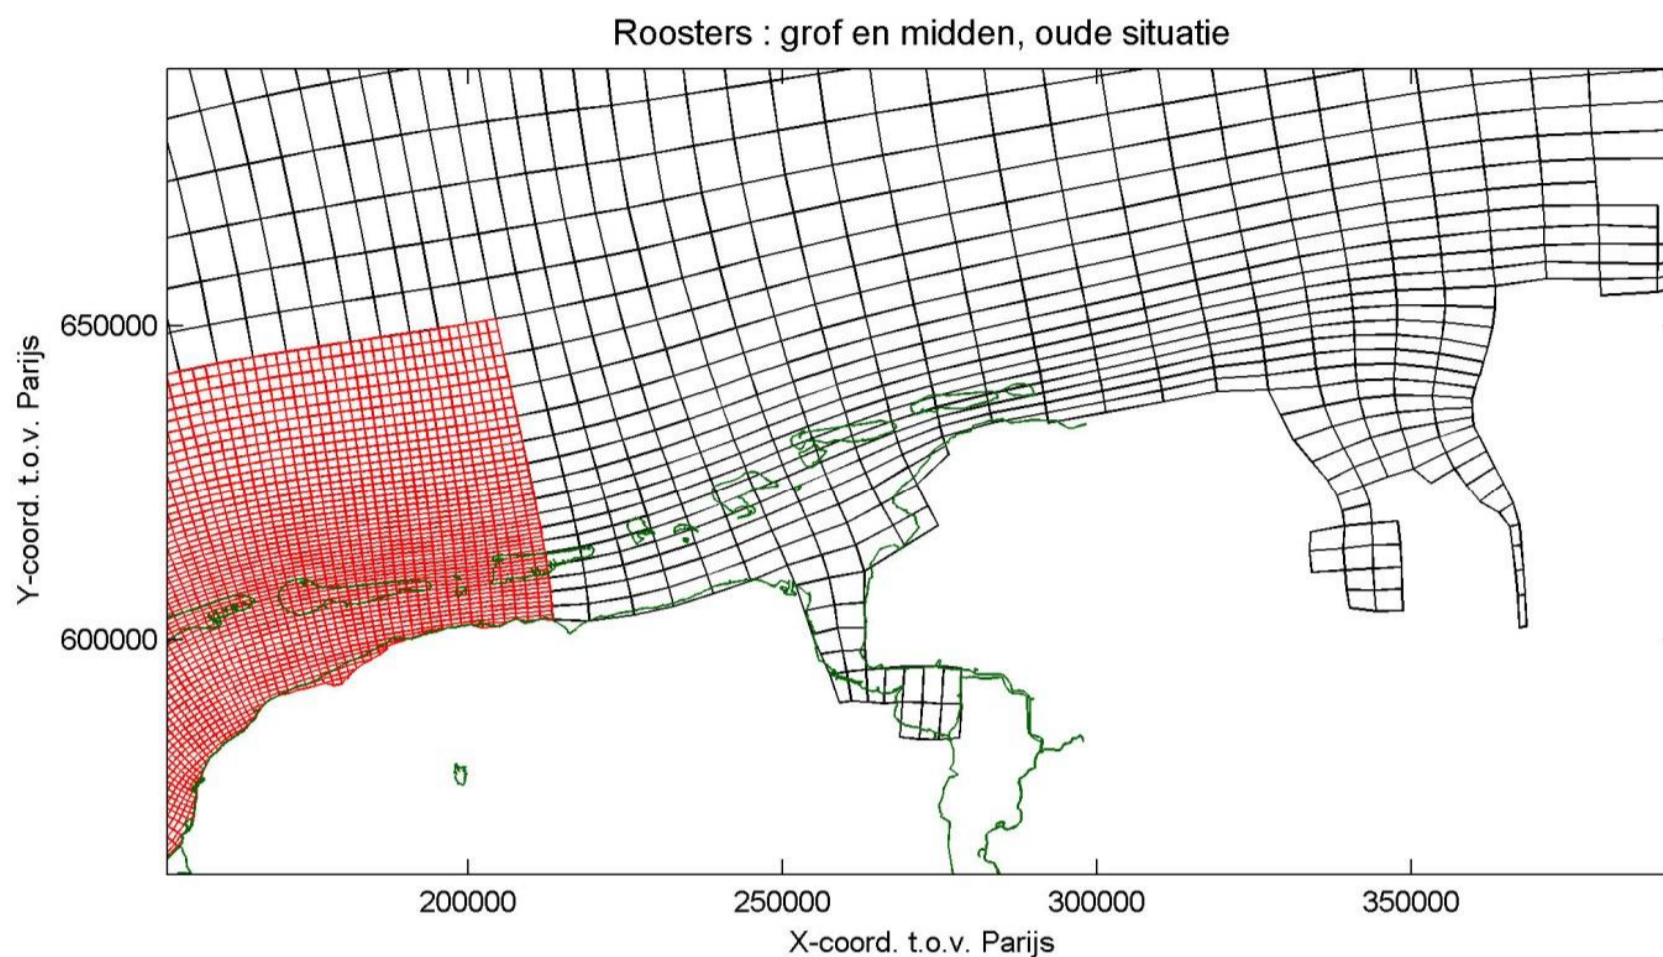 Roosters : grof en midden, oude situatie
Y-coord. t.o.v. Parijs
650000
600000
200000
250000
300000
350000
X-coord. t.o.v. Parijs